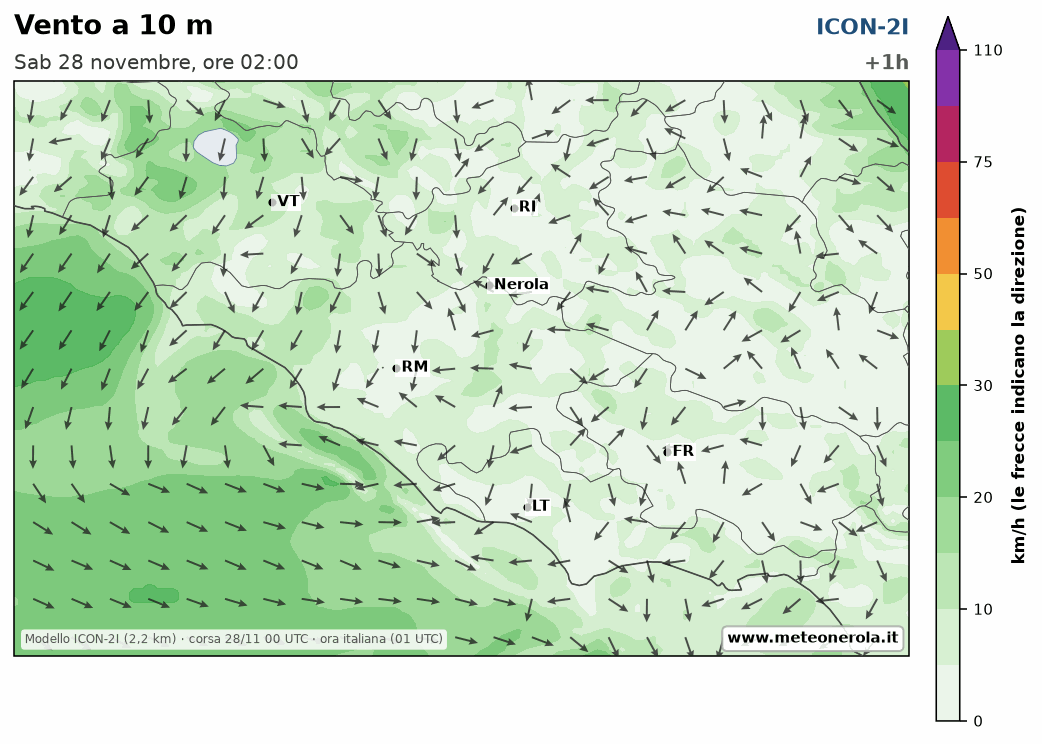 Vento a 10 m
ICON-2I
Sab 28 novembre, ore 02:00
+1h
VT
RI
Nerola
RM
FR
LT
Modello ICON-2I (2,2 km) · corsa 28/11 00 UTC · ora italiana (01 UTC)
www.meteonerola.it
110
75
50
30
20
10
0
km/h (le frecce indicano la direzione)